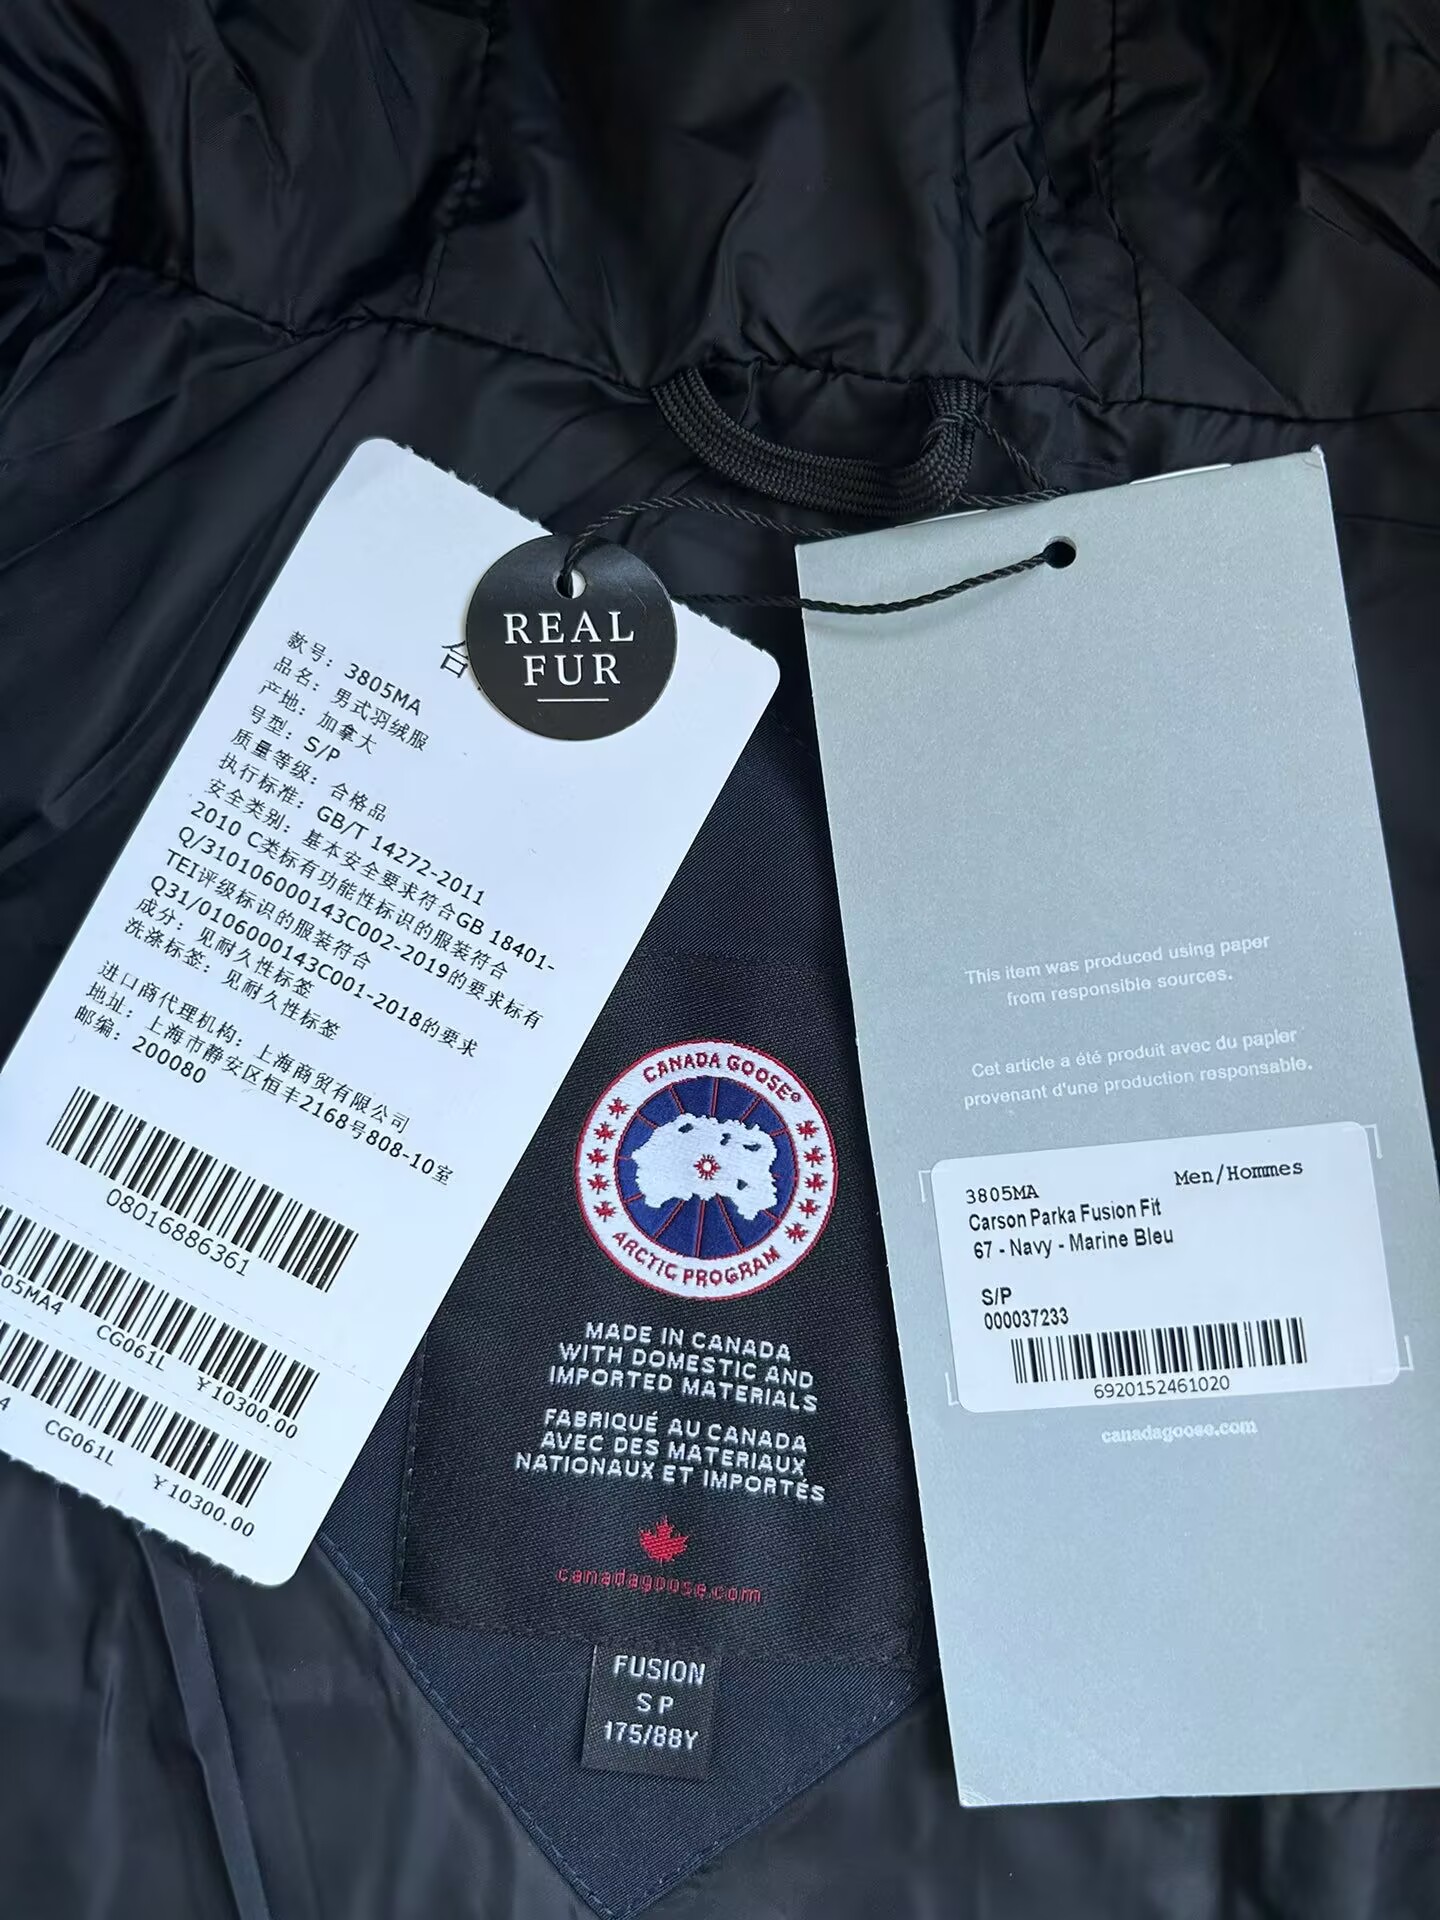 合
REAL
FUR
款号: 3805MA
品名: 男式羽绒服
产地: 加拿大
号型: S/P
质量等级: 合格品
执行标准: GB/T 14272-2011
安全类别: 基本安全要求符合GB 18401-
2010 C类标有功能性标识的服装符合
Q/3101060000143C002-2019的要求标有
TEI评级标识的服装符合
Q31/0106000143C001-2018的要求
成分: 见耐久性标签
洗涤标签: 见耐久性标签
进口商代理机构: 上海商贸有限公司
地址: 上海市静安区恒丰2168号808-10室
邮编: 200080
08016886361
05MA4
CG061L
¥10300.00
4
CG061L
¥10300.00
CANADA GOOSE®
ARCTIC PROGRAM
MADE IN CANADA
WITH DOMESTIC AND
IMPORTED MATERIALS
FABRIQUÉ AU CANADA
AVEC DES MATERIAUX
NATIONAUX ET IMPORTÉS
canadagoose.com
FUSION
S P
175/88Y
This item was produced using paper
from responsible sources.
Cet article a été produit avec du papier
provenant d'une production responsable.
3805MA
Men/Hommes
Carson Parka Fusion Fit
67 - Navy - Marine Bleu
S/P
000037233
6920152461020
canadagoose.com